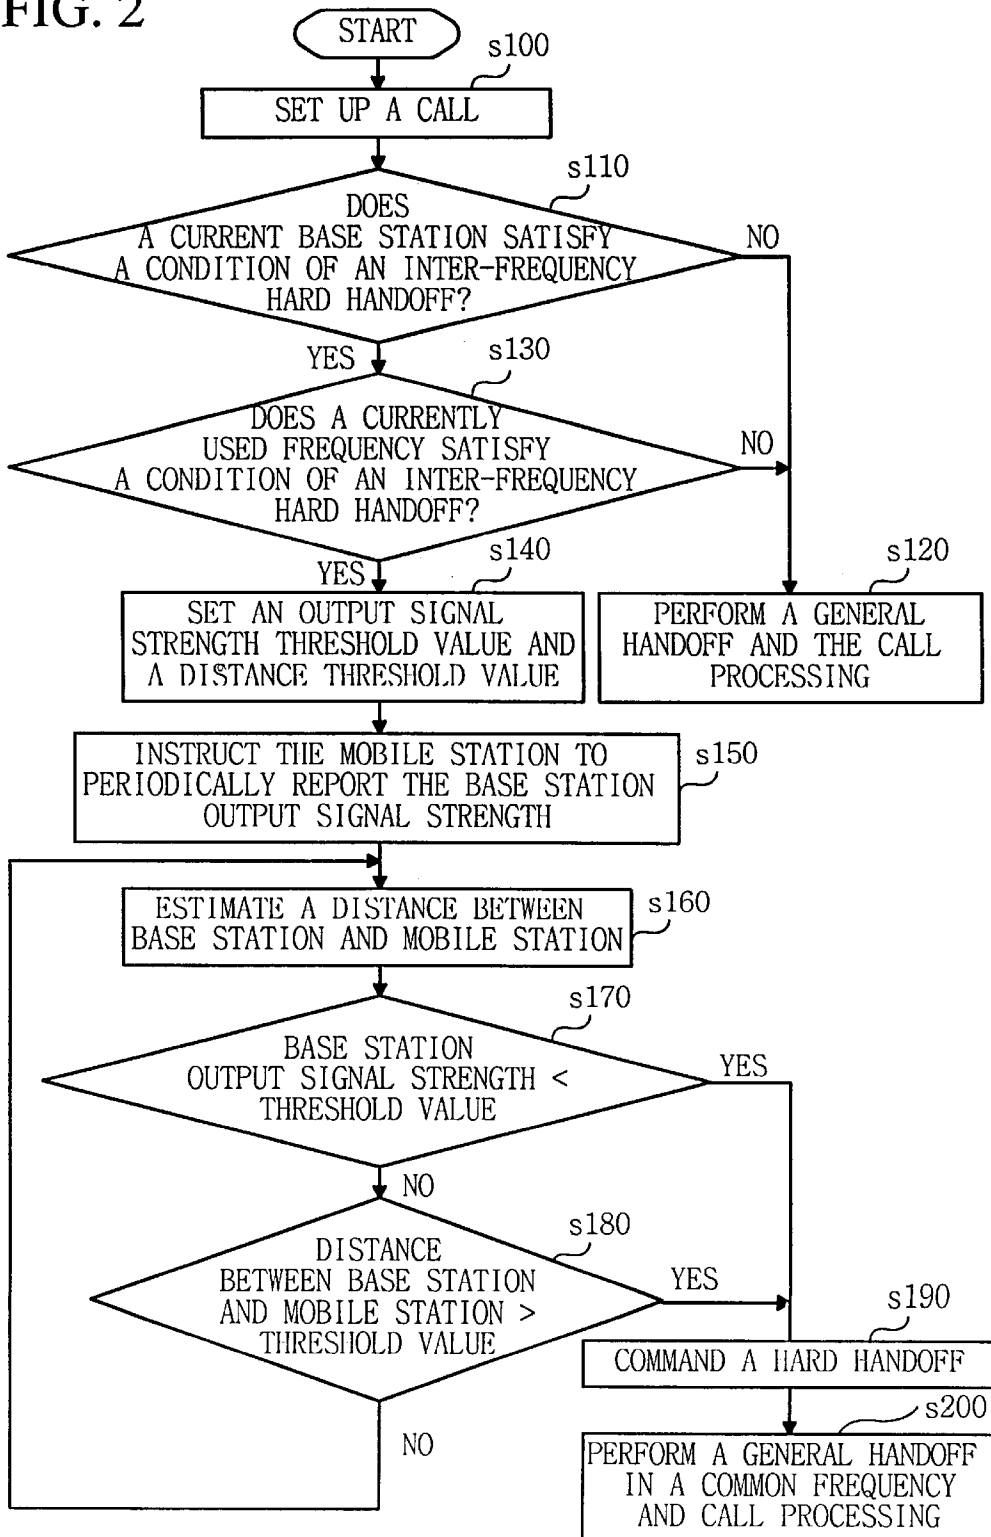 FIG. 2
START
s100
SET UP A CALL
s110
DOES
A CURRENT BASE STATION SATISFY
A CONDITION OF AN INTER-FREQUENCY
HARD HANDOFF?
NO
YES
s130
DOES A CURRENTLY
USED FREQUENCY SATISFY
A CONDITION OF AN INTER-FREQUENCY
HARD HANDOFF?
NO
YES
s140
SET AN OUTPUT SIGNAL
STRENGTH THRESHOLD VALUE AND
A DISTANCE THRESHOLD VALUE
s120
PERFORM A GENERAL
HANDOFF AND THE CALL
PROCESSING
INSTRUCT THE MOBILE STATION TO
PERIODICALLY REPORT THE BASE STATION
OUTPUT SIGNAL STRENGTH
s150
ESTIMATE A DISTANCE BETWEEN
BASE STATION AND MOBILE STATION
s160
s170
BASE STATION
OUTPUT SIGNAL STRENGTH <
THRESHOLD VALUE
YES
NO
s180
DISTANCE
BETWEEN BASE STATION
AND MOBILE STATION >
THRESHOLD VALUE
YES
s190
COMMAND A HARD HANDOFF
NO
s200
PERFORM A GENERAL HANDOFF
IN A COMMON FREQUENCY
AND CALL PROCESSING